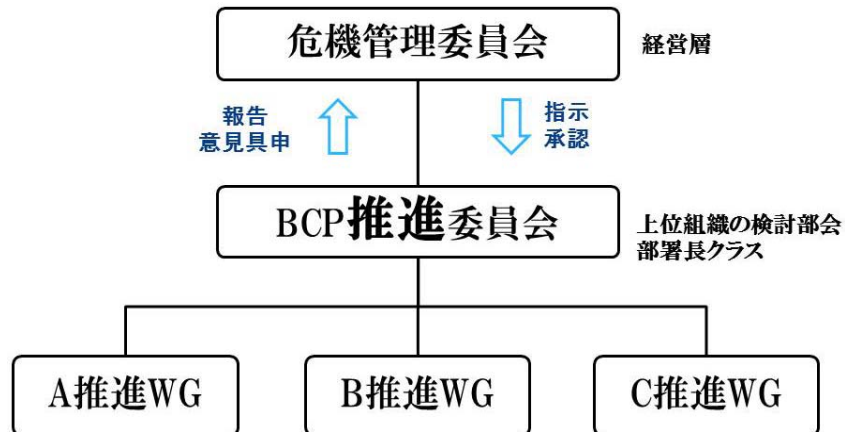 危機管理委員会
経営層
報告
意見具申
指示
承認
BCP推進委員会
上位組織の検討部会
部署長クラス
A推進WG
B推進WG
C推進WG